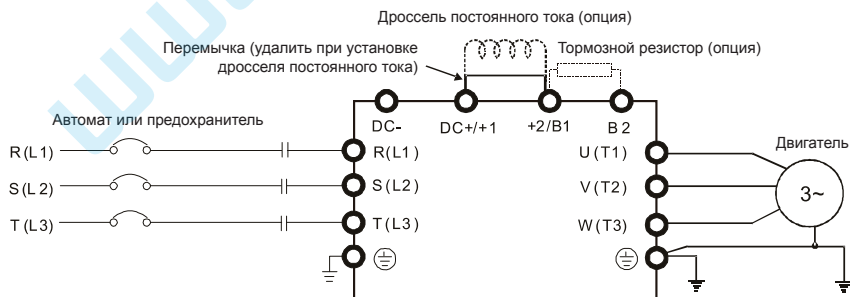 Дроссель постоянного тока (опция)
Перемычка (удалить при установке
дросселя постоянного тока)
Тормозной резистор (опция)
Автомат или предохранитель
DC-
DC+/+1
+2/B1
B2
Двигатель
R(L1)
R(L1)
U(T1)
S(L2)
S(L2)
V(T2)
3~
T(L3)
T(L3)
W(T3)